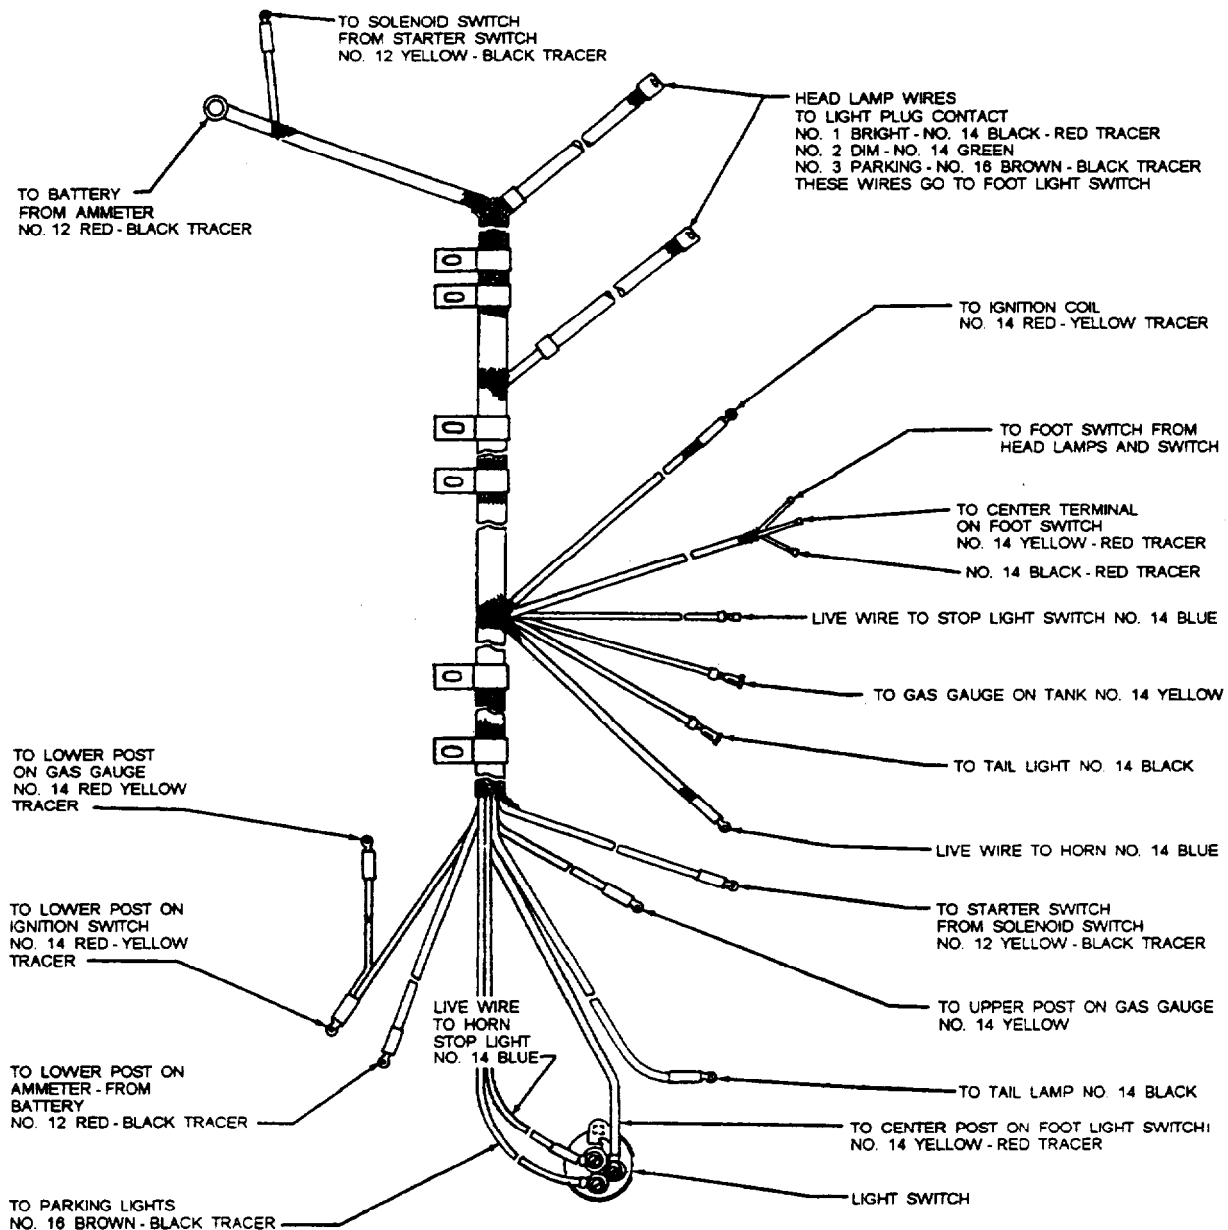 TO SOLENOID SWITCH
FROM STARTER SWITCH
NO. 12 YELLOW - BLACK TRACER
HEAD LAMP WIRES
TO LIGHT PLUG CONTACT
NO. 1 BRIGHT - NO. 14 BLACK - RED TRACER
NO. 2 DIM - NO. 14 GREEN
NO. 3 PARKING - NO. 16 BROWN - BLACK TRACER
THESE WIRES GO TO FOOT LIGHT SWITCH
TO BATTERY
FROM AMMETER
NO. 12 RED - BLACK TRACER
TO IGNITION COIL
NO. 14 RED - YELLOW TRACER
TO FOOT SWITCH FROM
HEAD LAMPS AND SWITCH
TO CENTER TERMINAL
ON FOOT SWITCH
NO. 14 YELLOW - RED TRACER
NO. 14 BLACK - RED TRACER
LIVE WIRE TO STOP LIGHT SWITCH NO. 14 BLUE
TO GAS GAUGE ON TANK NO. 14 YELLOW
TO TAIL LIGHT NO. 14 BLACK
LIVE WIRE TO HORN NO. 14 BLUE
TO LOWER POST
ON GAS GAUGE
NO. 14 RED YELLOW
TRACER
TO LOWER POST ON
IGNITION SWITCH
NO. 14 RED - YELLOW
TRACER
TO STARTER SWITCH
FROM SOLENOID SWITCH
NO. 12 YELLOW - BLACK TRACER
TO UPPER POST ON GAS GAUGE
NO. 14 YELLOW
LIVE WIRE
TO HORN
STOP LIGHT
NO. 14 BLUE
TO LOWER POST ON
AMMETER - FROM
BATTERY
NO. 12 RED - BLACK TRACER
TO TAIL LAMP NO. 14 BLACK
TO CENTER POST ON FOOT LIGHT SWITCH
NO. 14 YELLOW - RED TRACER
LIGHT SWITCH
TO PARKING LIGHTS
NO. 16 BROWN - BLACK TRACER